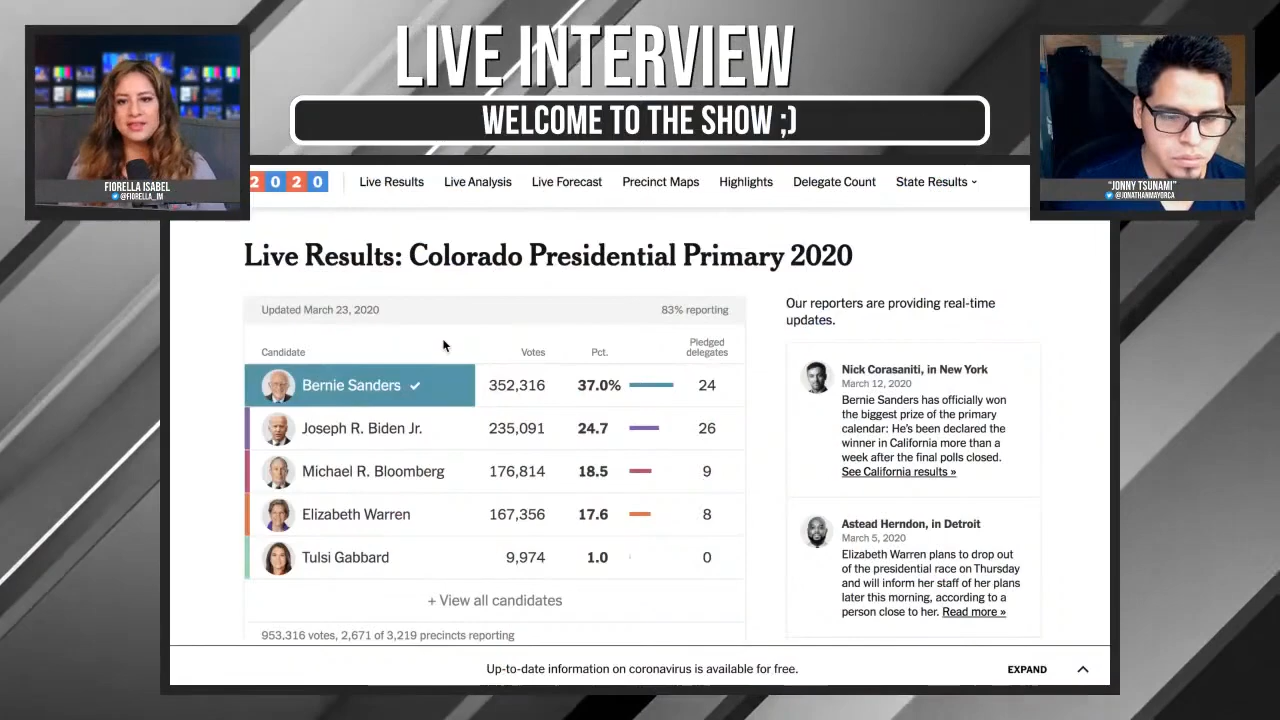 LIVE INTERVIEW
WELCOME TO THE SHOW ;)
FIORELLA ISABEL
@FIORELLA_IM
"JONNY TSUNAMI"
@JONATHANMAYORCA
2020
Live Results Live Analysis Live Forecast Precinct Maps Highlights Delegate Count State Results
Live Results: Colorado Presidential Primary 2020
Updated March 23, 2020 83% reporting
Candidate Votes Pct. Pledged delegates
Bernie Sanders 352,316 37.0% 24
Joseph R. Biden Jr. 235,091 24.7 26
Michael R. Bloomberg 176,814 18.5 9
Elizabeth Warren 167,356 17.6 8
Tulsi Gabbard 9,974 1.0 0
+ View all candidates
953,316 votes, 2,671 of 3,219 precincts reporting
Our reporters are providing real-time
updates.
Nick Corasaniti, in New York
March 12, 2020
Bernie Sanders has officially won
the biggest prize of the primary
calendar: He's been declared the
winner in California more than a
week after the final polls closed.
See California results »
Astead Herndon, in Detroit
March 5, 2020
Elizabeth Warren plans to drop out
of the presidential race on Thursday
and will inform her staff of her plans
later this morning, according to a
person close to her. Read more »
Up-to-date information on coronavirus is available for free. EXPAND